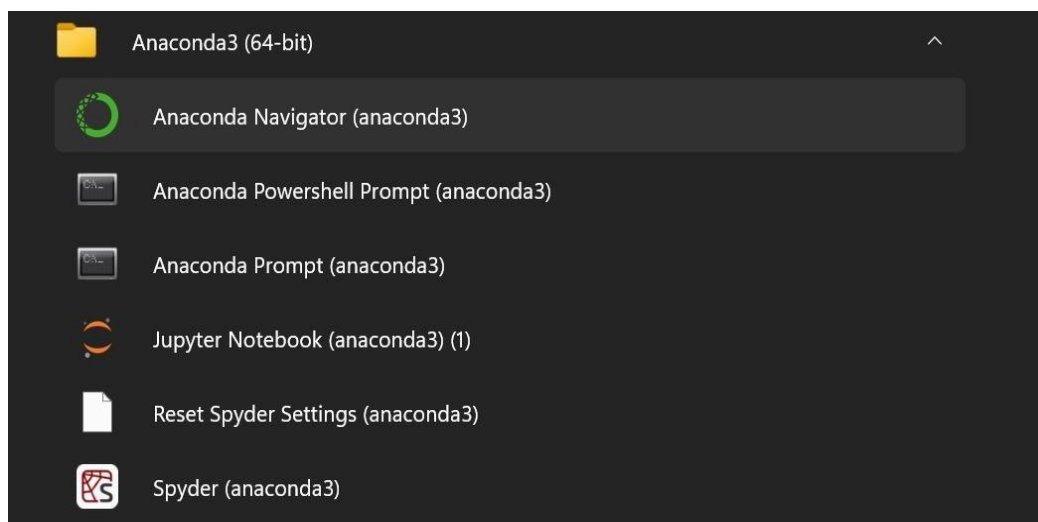 Anaconda3 (64-bit)
Anaconda Navigator (anaconda3)
Anaconda Powershell Prompt (anaconda3)
Anaconda Prompt (anaconda3)
Jupyter Notebook (anaconda3) (1)
Reset Spyder Settings (anaconda3)
Spyder (anaconda3)